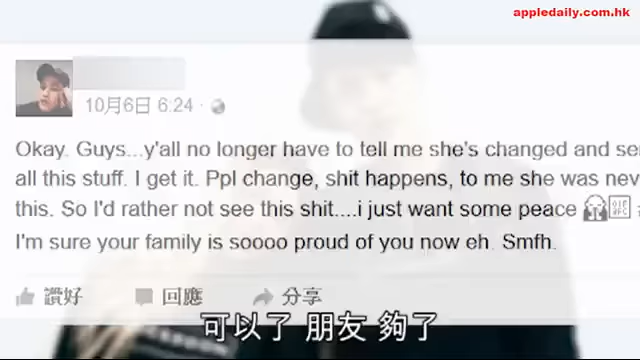 appledaily.com.hk
10月6日 6:24 ·
Okay. Guys...y'all no longer have to tell me she's changed and
all this stuff. I get it. Ppl change, shit happens, to me she was
this. So I'd rather not see this shit....i just want some peace
I'm sure your family is soooo proud of you now eh. Smfh.
讚好 回應 分享
可以了 朋友 夠了